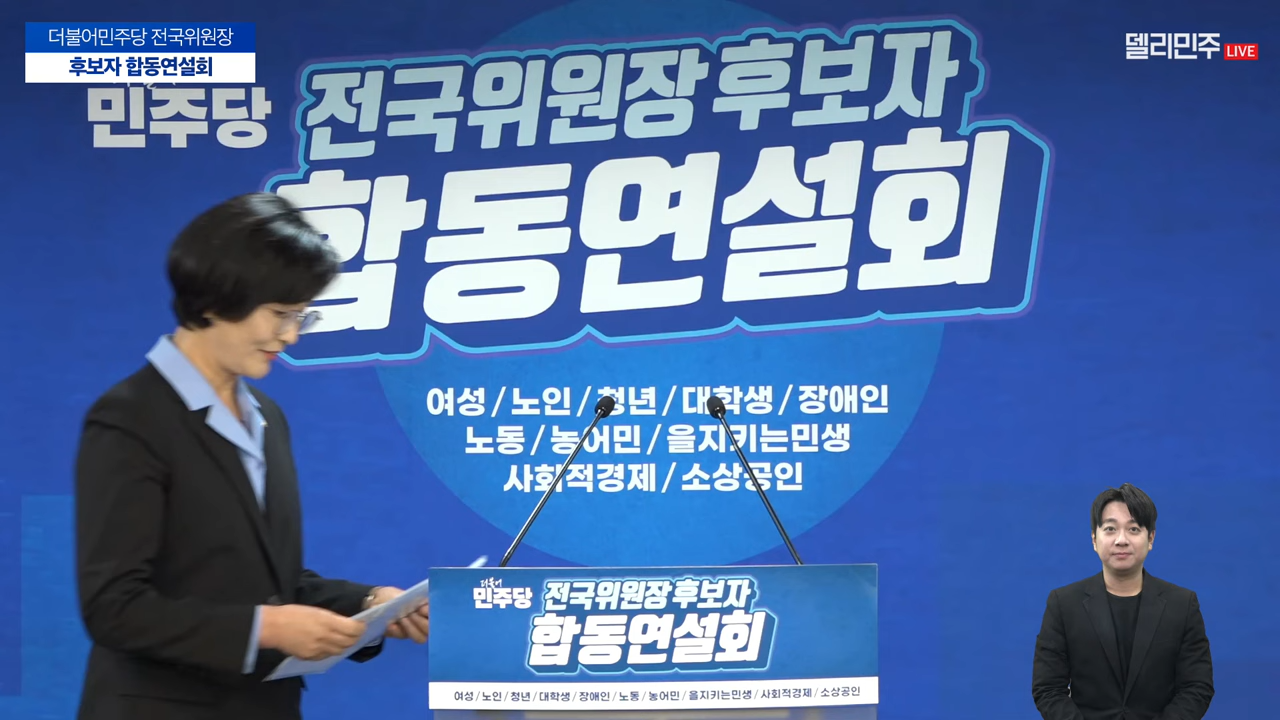 더불어민주당 전국위원장
후보자 합동연설회
델리민주 LIVE
민주당
전국위원장 후보자
합동연설회
여성 / 노인 / 청년 / 대학생 / 장애인
노동 / 농어민 / 을지키는민생
사회적경제 / 소상공인
더불어
민주당
전국위원장 후보자
합동연설회
여성 / 노인 / 청년 / 대학생 / 장애인 / 노동 / 농어민 / 을지키는민생 / 사회적경제 / 소상공인